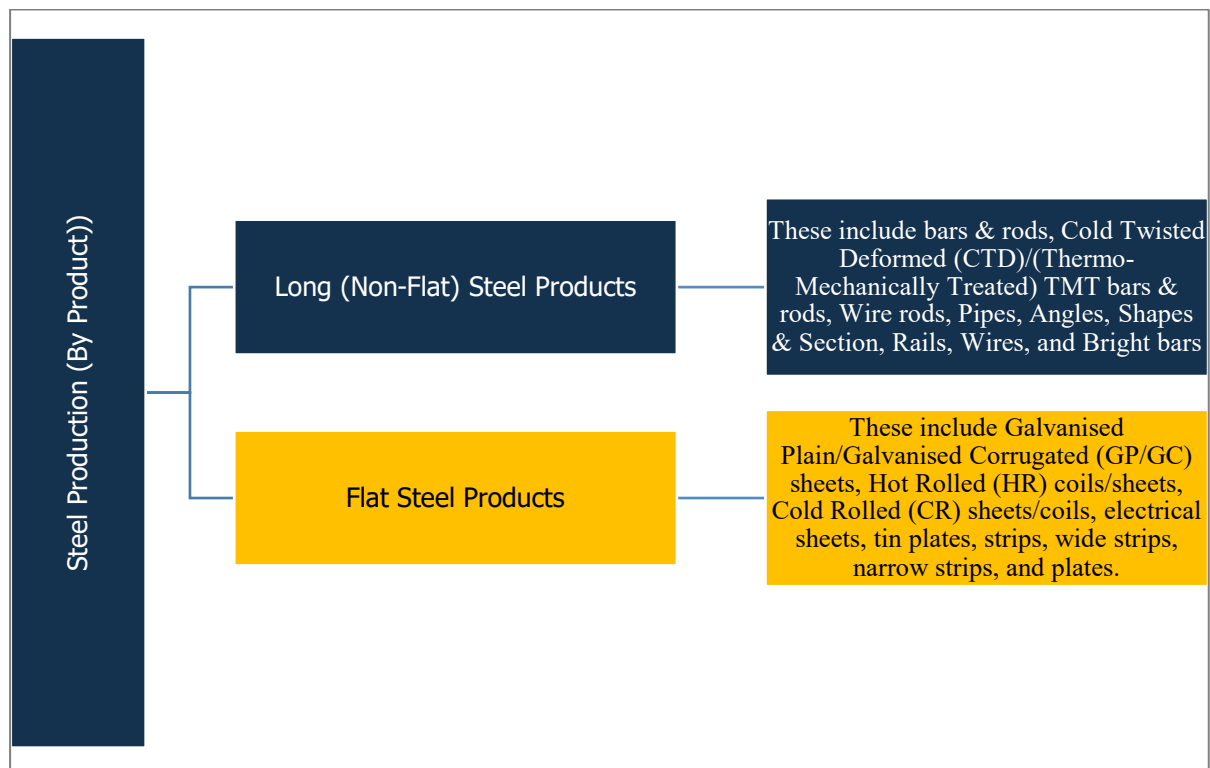 Steel Production (By Product))
Long (Non-Flat) Steel Products
These include bars & rods, Cold Twisted
Deformed (CTD)/(Thermo-
Mechanically Treated) TMT bars &
rods, Wire rods, Pipes, Angles, Shapes
& Section, Rails, Wires, and Bright bars
Flat Steel Products
These include Galvanised
Plain/Galvanised Corrugated (GP/GC)
sheets, Hot Rolled (HR) coils/sheets,
Cold Rolled (CR) sheets/coils, electrical
sheets, tin plates, strips, wide strips,
narrow strips, and plates.